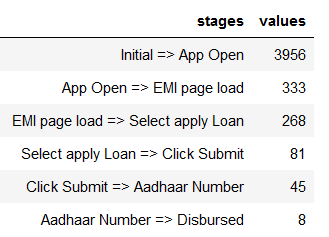 stages values
Initial => App Open 3956
App Open => EMI page load 333
EMI page load => Select apply Loan 268
Select apply Loan => Click Submit 81
Click Submit => Aadhaar Number 45
Aadhaar Number => Disbursed 8